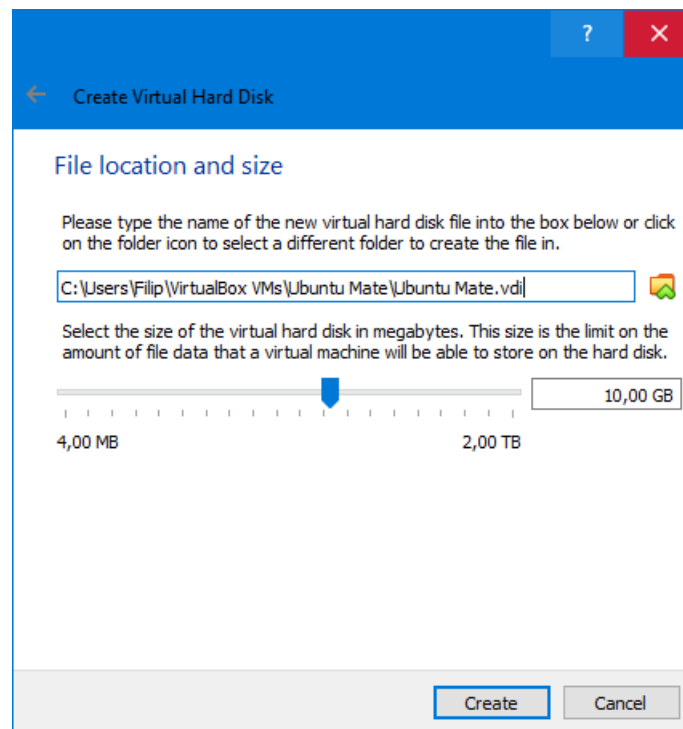 ?
Create Virtual Hard Disk
File location and size
Please type the name of the new virtual hard disk file into the box below or click
on the folder icon to select a different folder to create the file in.
C:\Users\Filip\VirtualBox VMs\Ubuntu Mate\Ubuntu Mate.vdi
Select the size of the virtual hard disk in megabytes. This size is the limit on the
amount of file data that a virtual machine will be able to store on the hard disk.
10,00 GB
4,00 MB 2,00 TB
Create Cancel